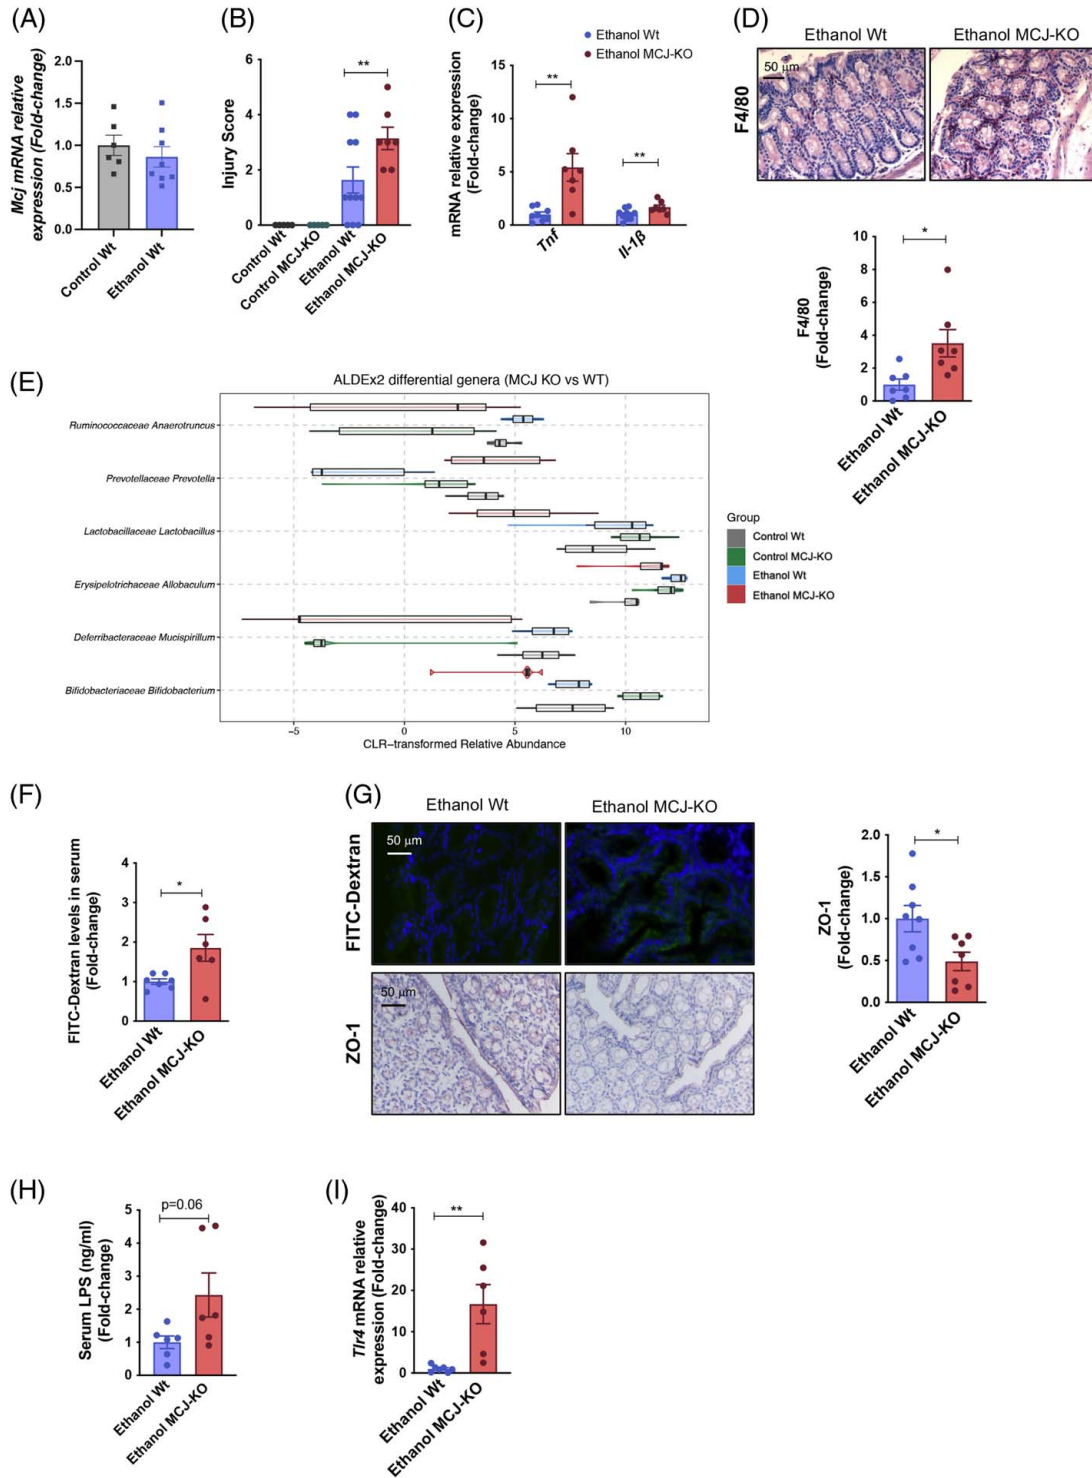 (A)
2.0
1.5
1.0
0.5
0.0
Mcj mRNA relative
expression (Fold-change)
Control Wt
Ethanol Wt
(B)
6
4
2
0
Injury Score
**
Control Wt
Control MCJ-KO
Ethanol Wt
Ethanol MCJ-KO
(C)
Ethanol Wt
Ethanol MCJ-KO
15
10
5
0
mRNA relative expression
(Fold-change)
**
**
Tnf
Il-1β
(D)
Ethanol Wt
Ethanol MCJ-KO
50 µm
F4/80
10
8
6
4
2
0
F4/80
(Fold-change)
*
Ethanol Wt
Ethanol MCJ-KO
(E)
ALDEx2 differential genera (MCJ KO vs WT)
Ruminococcaceae Anaerotruncus
Prevotellaceae Prevotella
Lactobacillaceae Lactobacillus
Erysipelotrichaceae Allobaculum
Deferribacteraceae Mucispirillum
Bifidobacteriaceae Bifidobacterium
−5
0
5
10
CLR−transformed Relative Abundance
Group
Control Wt
Control MCJ-KO
Ethanol Wt
Ethanol MCJ-KO
(F)
4
3
2
1
0
FITC-Dextran levels in serum
(Fold-change)
*
Ethanol Wt
Ethanol MCJ-KO
(G)
Ethanol Wt
Ethanol MCJ-KO
50 µm
FITC-Dextran
50 µm
ZO-1
2.0
1.5
1.0
0.5
0.0
ZO-1
(Fold-change)
*
Ethanol Wt
Ethanol MCJ-KO
(H)
5
4
3
2
1
0
Serum LPS (ng/ml)
(Fold-change)
p=0.06
Ethanol Wt
Ethanol MCJ-KO
(I)
40
30
20
10
0
Tlr4 mRNA relative
expression (Fold-change)
**
Ethanol Wt
Ethanol MCJ-KO